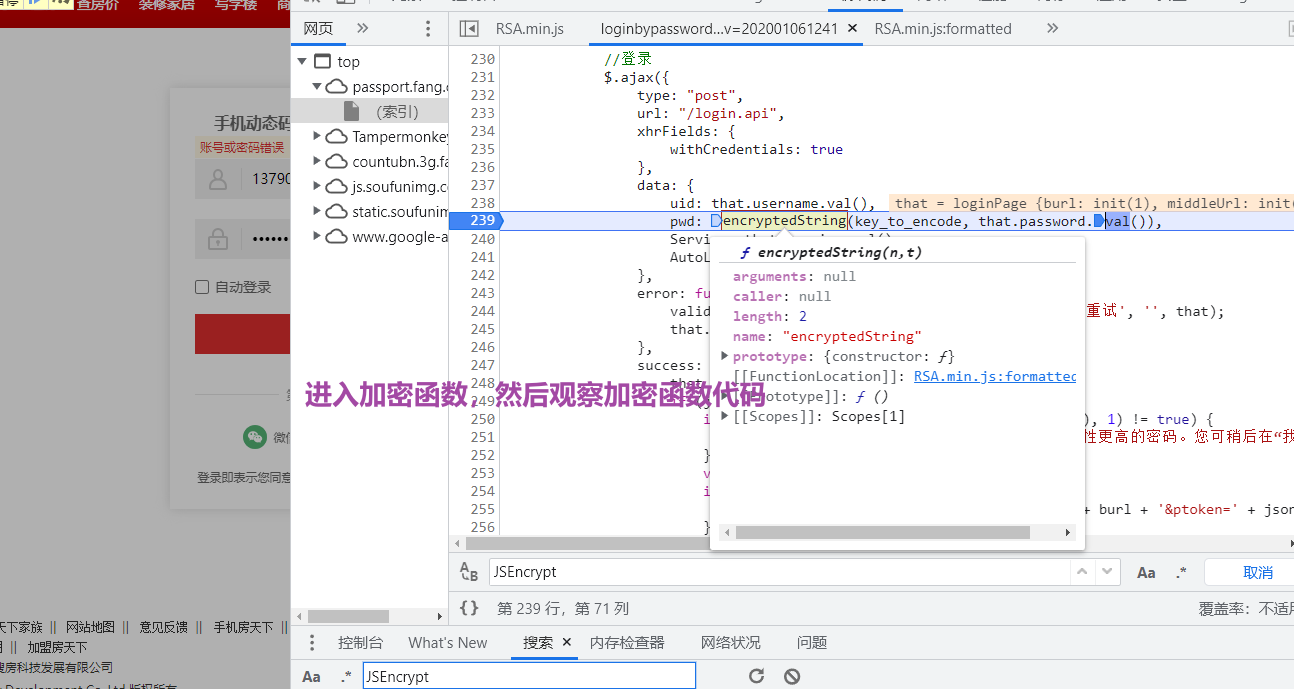 查房价 装修家居 写字楼
手机动态码
账号或密码错误
13790
••••••
自动登录
登录即表示您同意
天下家族 || 网站地图 || 意见反馈 || 手机房天下 ||
|| 加盟房天下
搜房科技发展有限公司
网页
top
passport.fang.
(索引)
Tampermonkey
countubn.3g.fa
js.soufunimg.c
static.soufunim
www.google-a
RSA.min.js
loginbypassword...v=202001061241 ×
RSA.min.js:formatted
230 //登录
231 $.ajax({
232 type: "post",
233 url: "/login.api",
234 xhrFields: {
235 withCredentials: true
236 },
237 data: {
238 uid: that.username.val(), that = loginPage {burl: init(1), middleUrl: init(
239 pwd: encryptedString(key_to_encode, that.password.val()),
240 Servi
241 AutoL
242 },
243 error: fu
244 valid 重试', '', that);
245 that.
246 },
247 success:
248 that
249
250 i ), 1) != true) {
251 性更高的密码。您可稍后在“我
252 }
253 v
254 i
255 + burl + '&ptoken=' + json
256 }
ƒ encryptedString(n,t)
arguments: null
caller: null
length: 2
name: "encryptedString"
prototype: {constructor: ƒ}
[[FunctionLocation]]: RSA.min.js:formatted
[[Prototype]]: ƒ ()
[[Scopes]]: Scopes[1]
进入加密函数，然后观察加密函数代码
JSEncrypt
Aa .* 取消
{} 第 239 行，第 71 列
覆盖率：不适用
控制台 What's New 搜索 × 内存检查器 网络状况 问题
Aa .* JSEncrypt